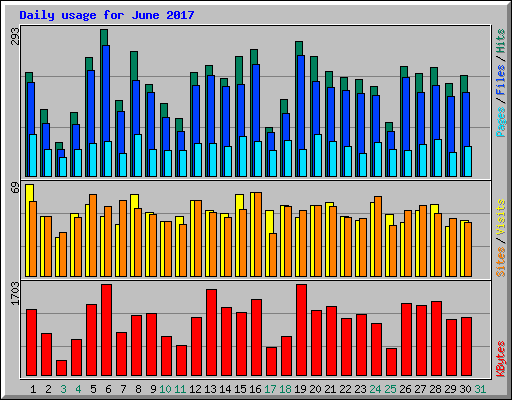 Daily usage for June 2017
293
Pages / Files / Hits
69
Sites / Visits
1703
KBytes
1 2 3 4 5 6 7 8 9 10 11 12 13 14 15 16 17 18 19 20 21 22 23 24 25 26 27 28 29 30 31